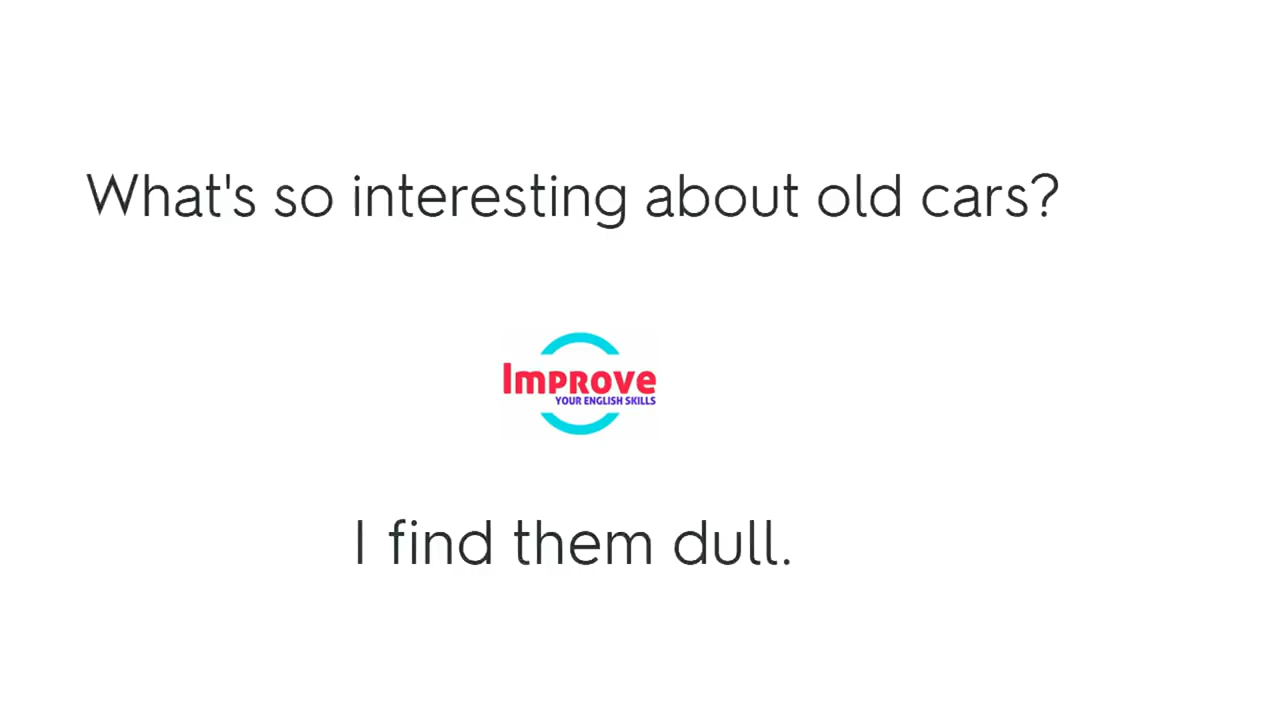 What's so interesting about old cars?
Improve
YOUR ENGLISH SKILLS
I find them dull.